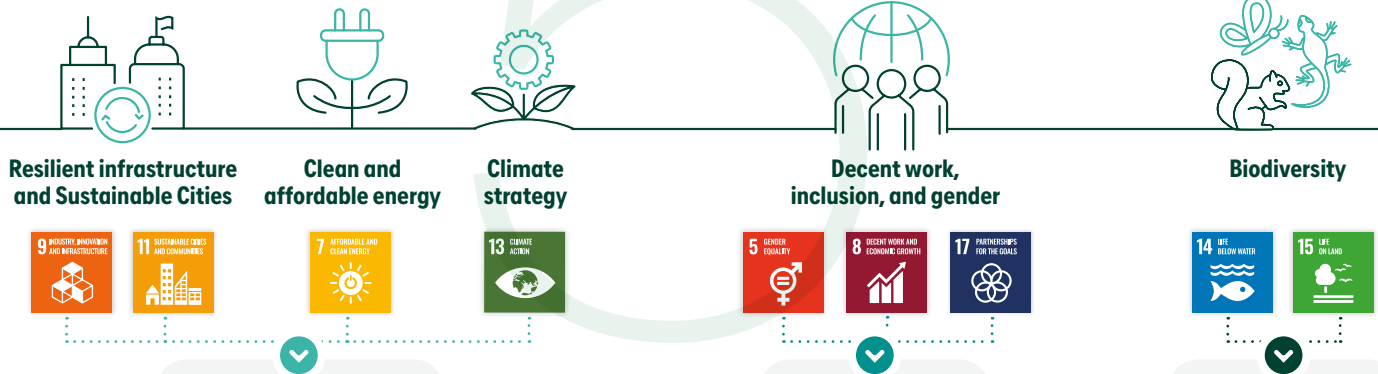 Resilient infrastructure
and Sustainable Cities
Clean and
affordable energy
Climate
strategy
Decent work,
inclusion, and gender
Biodiversity
9 INDUSTRY, INNOVATION
AND INFRASTRUCTURE
11 SUSTAINABLE CITIES
AND COMMUNITIES
7 AFFORDABLE AND
CLEAN ENERGY
13 CLIMATE
ACTION
5 GENDER
EQUALITY
8 DECENT WORK AND
ECONOMIC GROWTH
17 PARTNERSHIPS
FOR THE GOALS
14 LIFE
BELOW WATER
15 LIFE
ON LAND